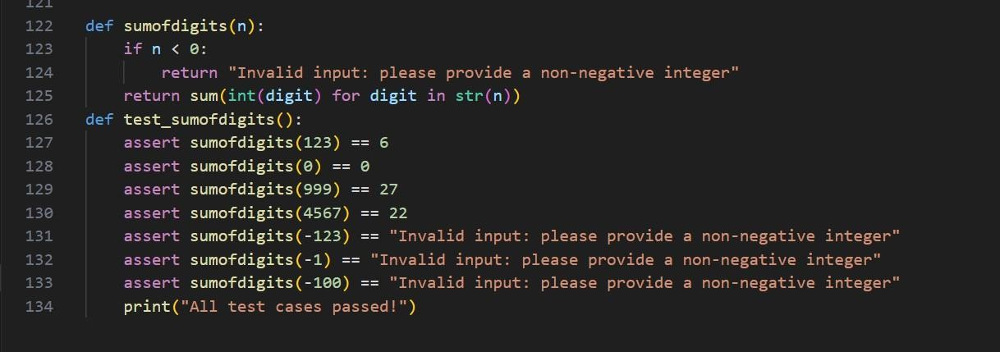 121
122 def sumofdigits(n):
123     if n < 0:
124         return "Invalid input: please provide a non-negative integer"
125     return sum(int(digit) for digit in str(n))
126 def test_sumofdigits():
127     assert sumofdigits(123) == 6
128     assert sumofdigits(0) == 0
129     assert sumofdigits(999) == 27
130     assert sumofdigits(4567) == 22
131     assert sumofdigits(-123) == "Invalid input: please provide a non-negative integer"
132     assert sumofdigits(-1) == "Invalid input: please provide a non-negative integer"
133     assert sumofdigits(-100) == "Invalid input: please provide a non-negative integer"
134     print("All test cases passed!")